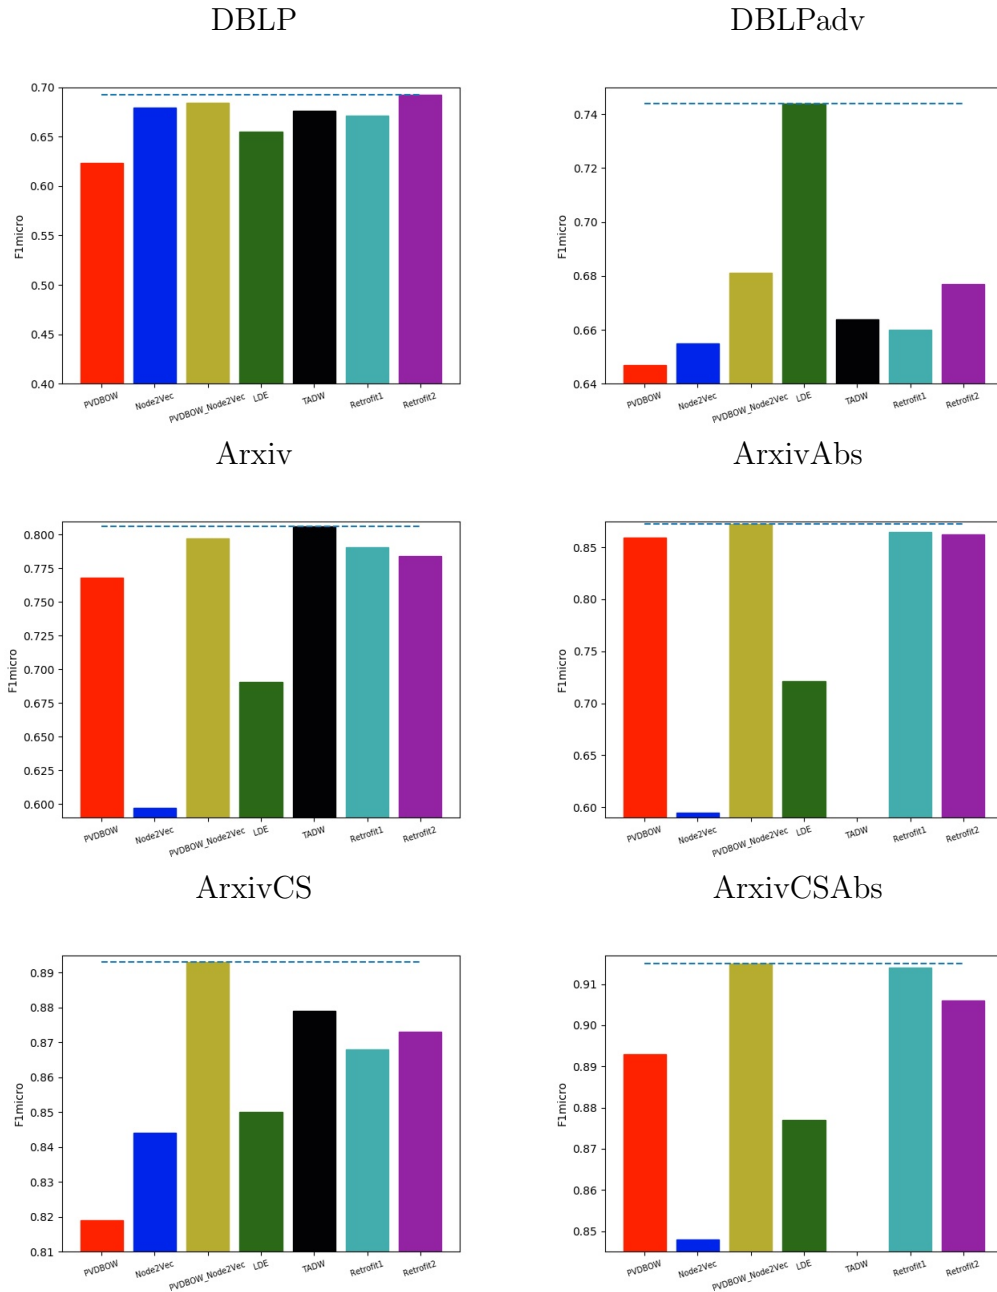 DBLP
DBLPadv
0.70
0.65
0.60
0.55
0.50
0.45
0.40
F1micro
PVDBOW
Node2Vec
PVDBOW_Node2Vec
LDE
TADW
Retrofit1
Retrofit2
0.74
0.72
0.70
0.68
0.66
0.64
F1micro
PVDBOW
Node2Vec
PVDBOW_Node2Vec
LDE
TADW
Retrofit1
Retrofit2
Arxiv
ArxivAbs
0.800
0.775
0.750
0.725
0.700
0.675
0.650
0.625
0.600
F1micro
PVDBOW
Node2Vec
PVDBOW_Node2Vec
LDE
TADW
Retrofit1
Retrofit2
0.85
0.80
0.75
0.70
0.65
0.60
F1micro
PVDBOW
Node2Vec
PVDBOW_Node2Vec
LDE
TADW
Retrofit1
Retrofit2
ArxivCS
ArxivCSAbs
0.89
0.88
0.87
0.86
0.85
0.84
0.83
0.82
0.81
F1micro
PVDBOW
Node2Vec
PVDBOW_Node2Vec
LDE
TADW
Retrofit1
Retrofit2
0.91
0.90
0.89
0.88
0.87
0.86
0.85
F1micro
PVDBOW
Node2Vec
PVDBOW_Node2Vec
LDE
TADW
Retrofit1
Retrofit2